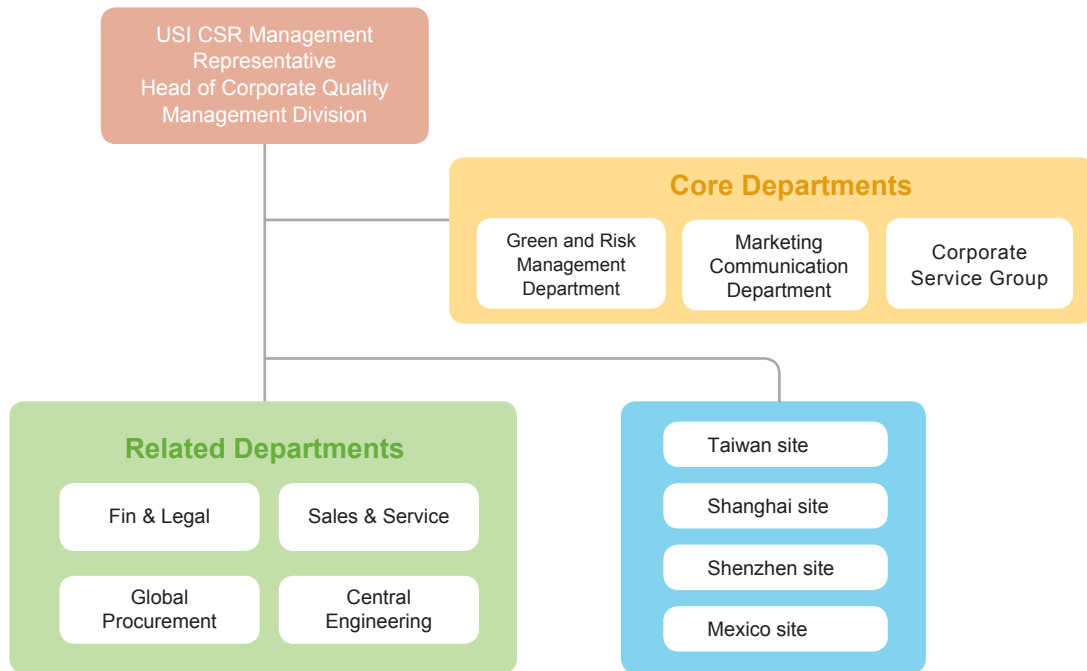 USI CSR Management
Representative
Head of Corporate Quality
Management Division
Core Departments
Green and Risk
Management
Department
Marketing
Communication
Department
Corporate
Service Group
Related Departments
Fin & Legal
Sales & Service
Global
Procurement
Central
Engineering
Taiwan site
Shanghai site
Shenzhen site
Mexico site